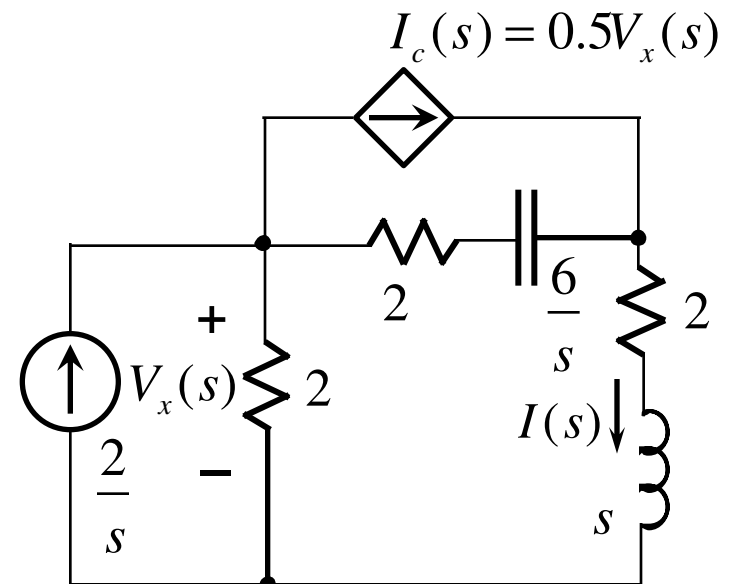 I_c(s) = 0.5V_x(s)
2
6/s
2
+
V_x(s)
2
I(s)
2/s
−
s